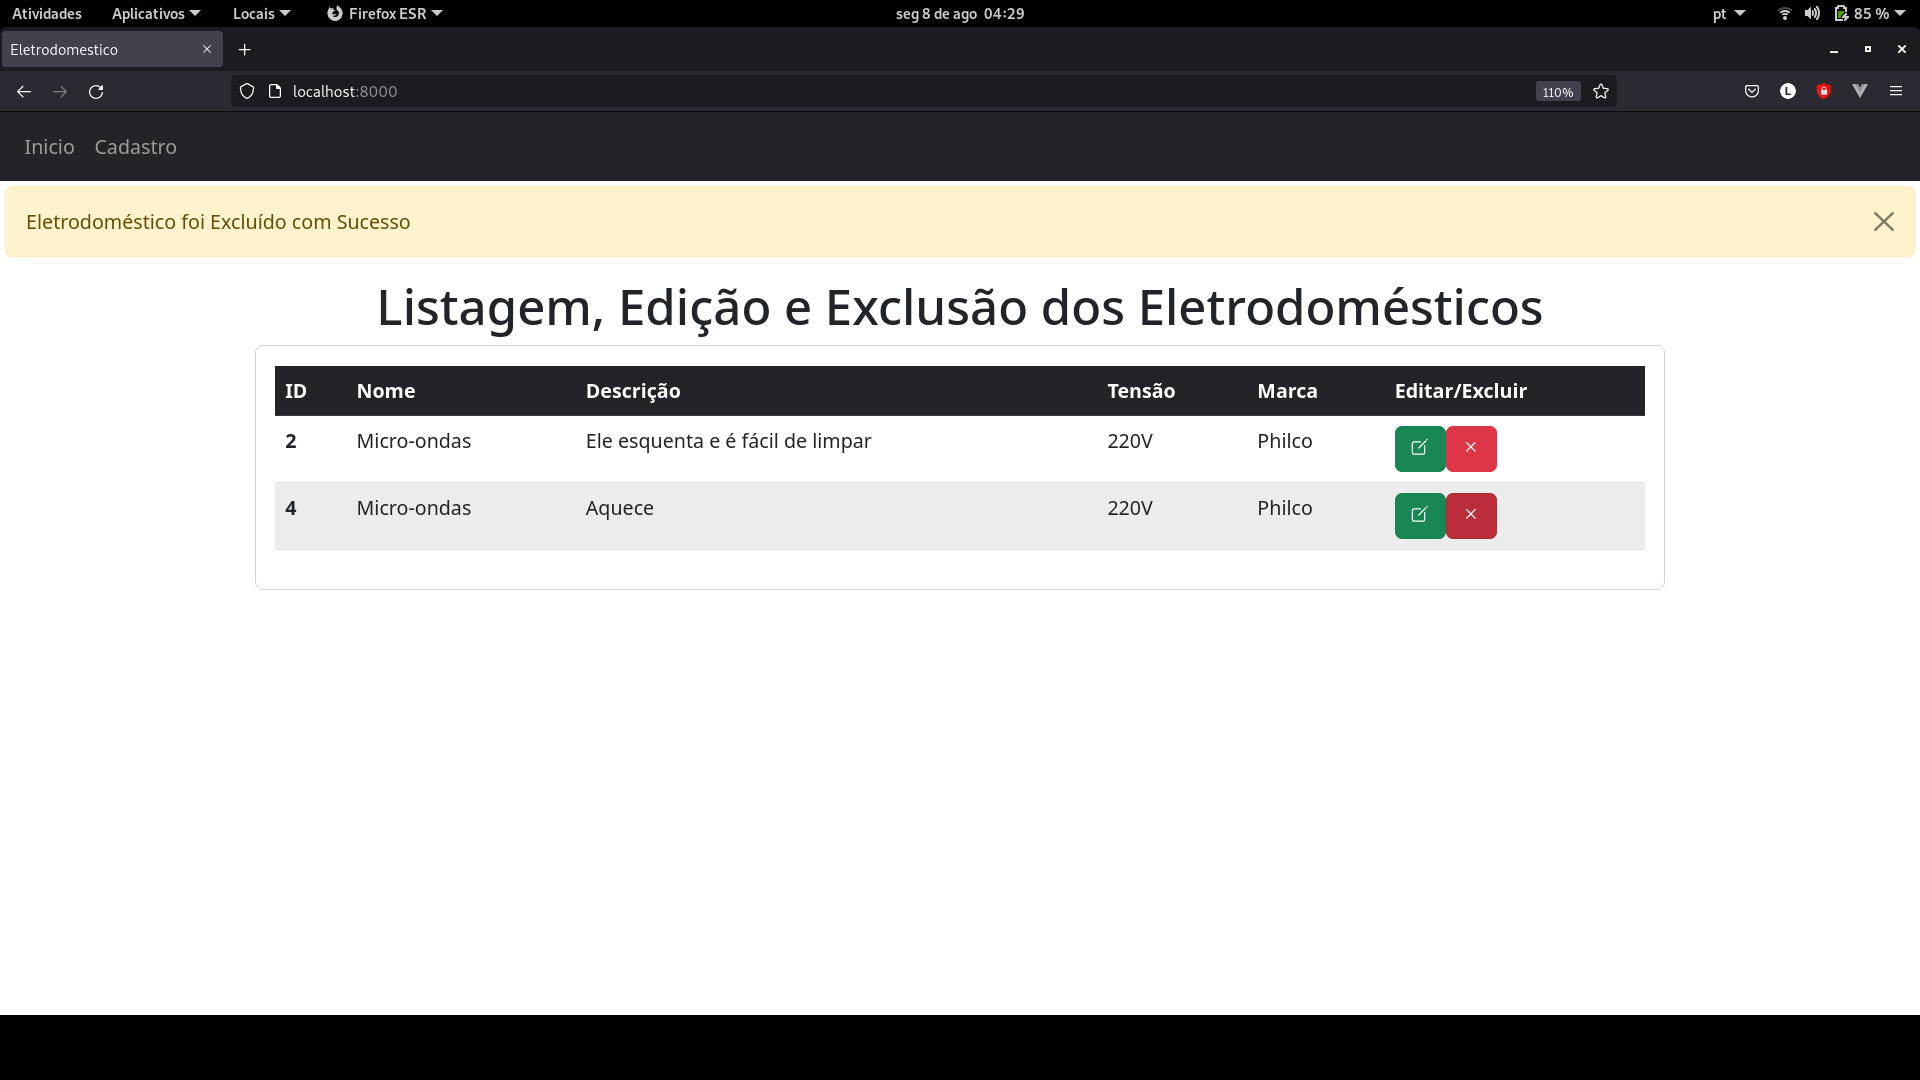 Atividades Aplicativos Locais Firefox ESR seg 8 de ago 04:29 pt 85 %
Eletrodomestico
localhost:8000 110% L
Inicio Cadastro
Eletrodoméstico foi Excluído com Sucesso
Listagem, Edição e Exclusão dos Eletrodomésticos
ID Nome Descrição Tensão Marca Editar/Excluir
2 Micro-ondas Ele esquenta e é fácil de limpar 220V Philco
4 Micro-ondas Aquece 220V Philco